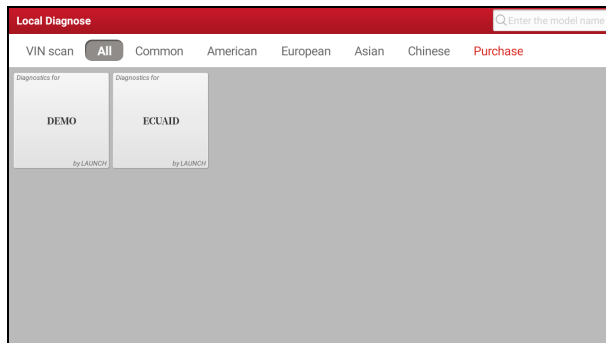 Local Diagnose
Enter the model name
VIN scan All Common American European Asian Chinese Purchase
Diagnostics for
DEMO
by LAUNCH
Diagnostics for
ECUAID
by LAUNCH